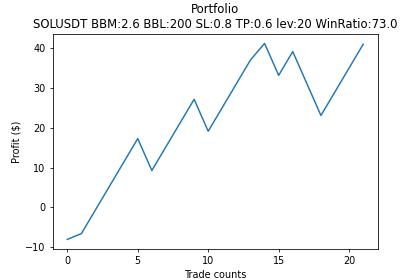 Portfolio
SOLUSDT BBM:2.6 BBL:200 SL:0.8 TP:0.6 lev:20 WinRatio:73.0
Profit ($)
40
30
20
10
0
−10
0 5 10 15 20
Trade counts